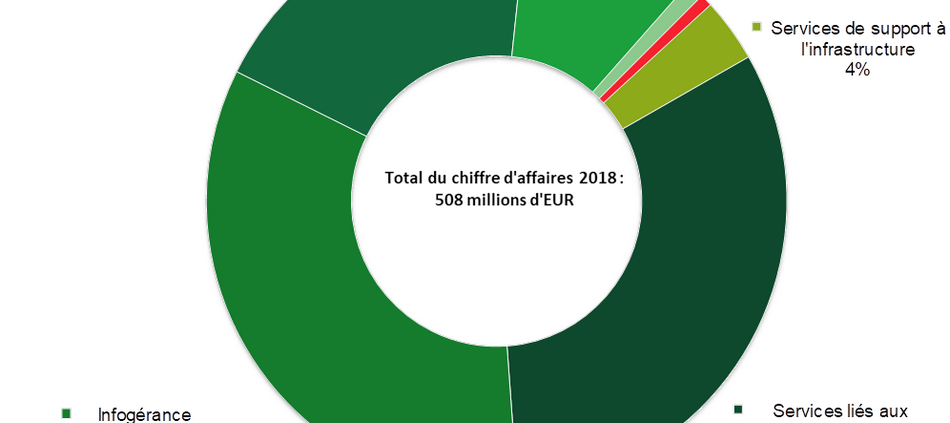 Services de support à
l'infrastructure
4%
Total du chiffre d'affaires 2018 :
508 millions d'EUR
Infogérance
Services liés aux